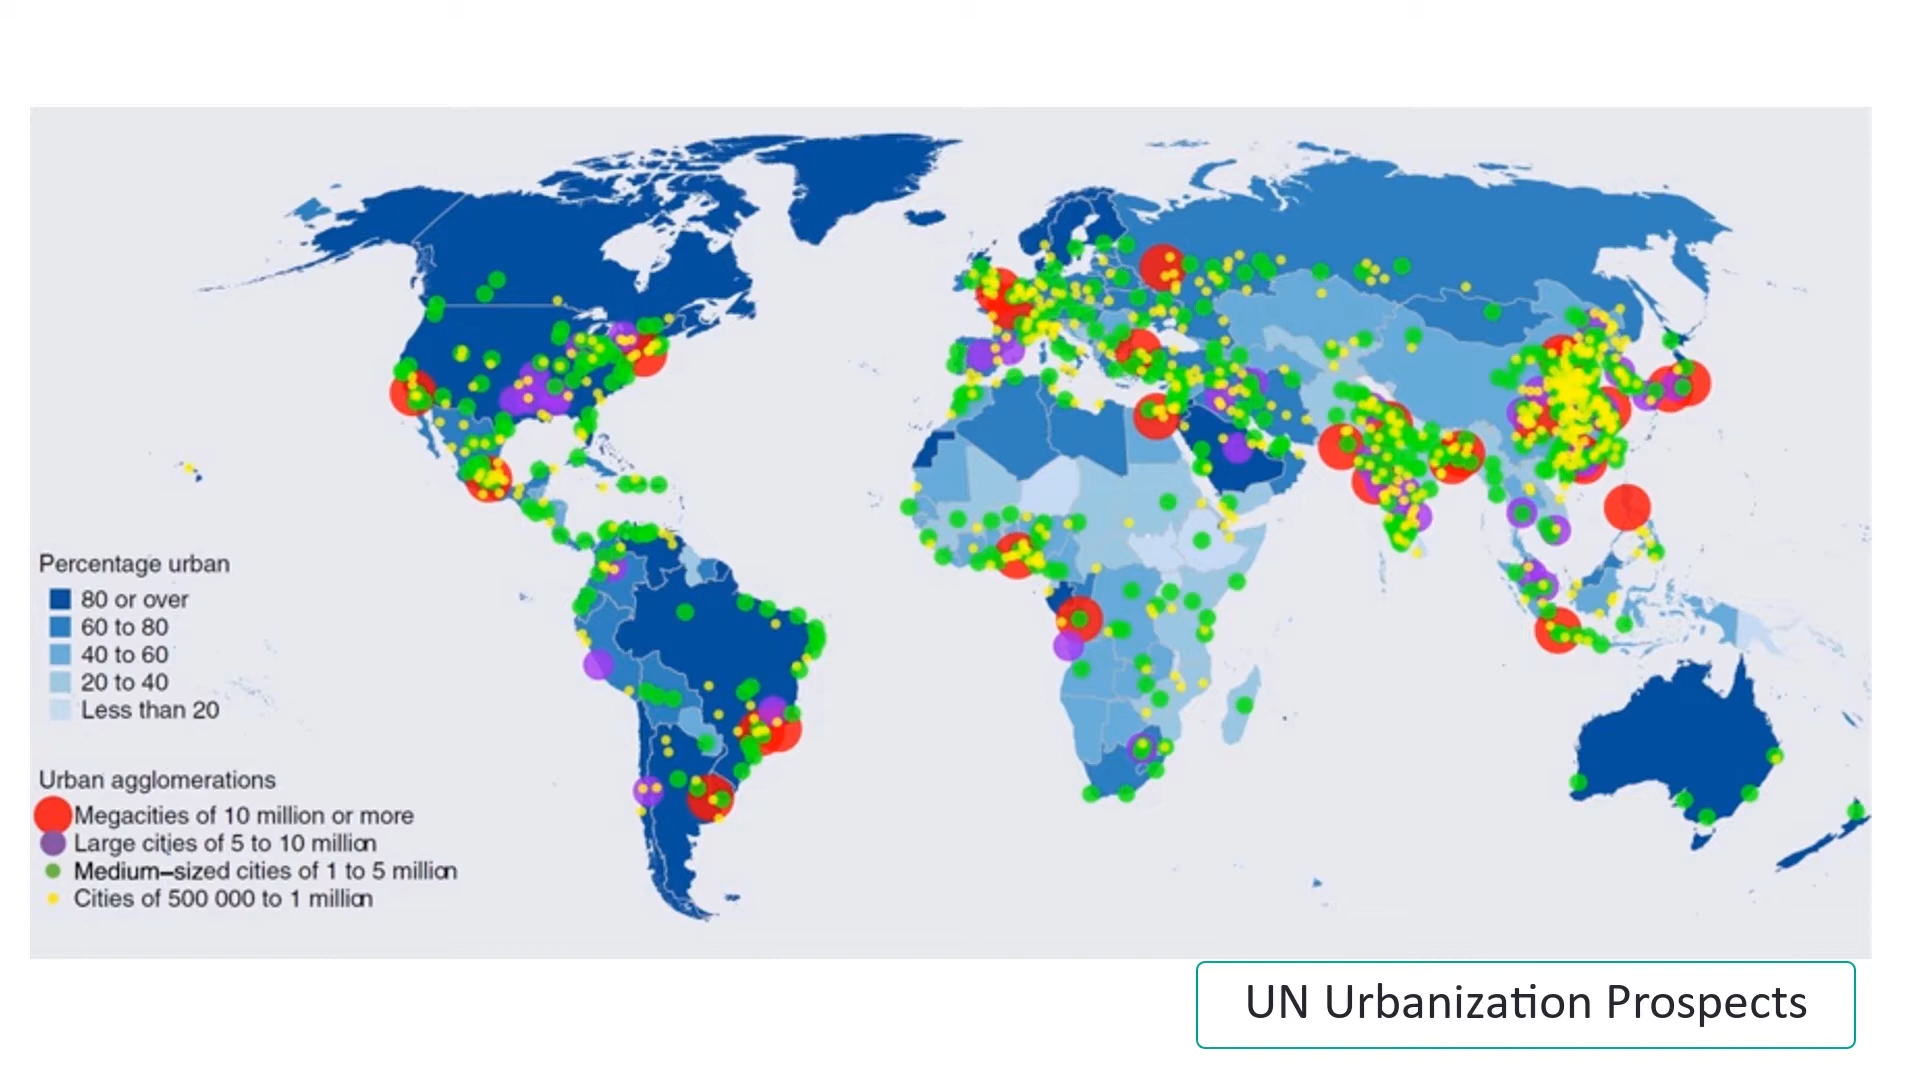 Percentage urban
80 or over
60 to 80
40 to 60
20 to 40
Less than 20
Urban agglomerations
Megacities of 10 million or more
Large cities of 5 to 10 million
Medium–sized cities of 1 to 5 million
Cities of 500 000 to 1 million
UN Urbanization Prospects